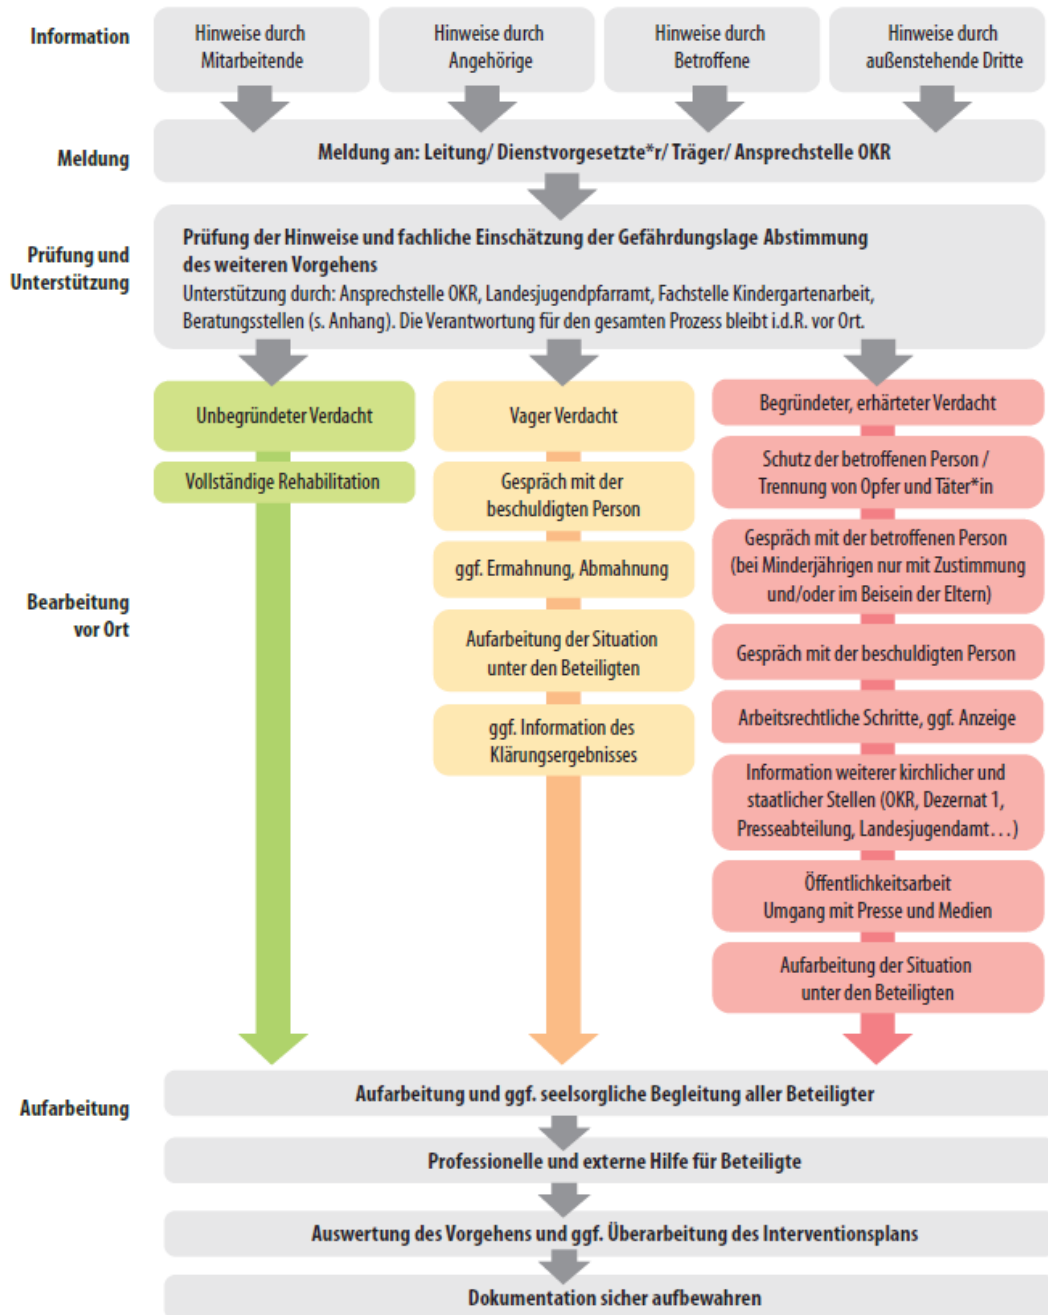 Information
Hinweise durch
Mitarbeitende
Hinweise durch
Angehörige
Hinweise durch
Betroffene
Hinweise durch
außenstehende Dritte
Meldung
Meldung an: Leitung/ Dienstvorgesetzte*r/ Träger/ Ansprechstelle OKR
Prüfung und
Unterstützung
Prüfung der Hinweise und fachliche Einschätzung der Gefährdungslage Abstimmung
des weiteren Vorgehens
Unterstützung durch: Ansprechstelle OKR, Landesjugendpfarramt, Fachstelle Kindergartenarbeit,
Beratungsstellen (s. Anhang). Die Verantwortung für den gesamten Prozess bleibt i.d.R. vor Ort.
Bearbeitung
vor Ort
Unbegründeter Verdacht
Vollständige Rehabilitation
Vager Verdacht
Gespräch mit der
beschuldigten Person
ggf. Ermahnung, Abmahnung
Aufarbeitung der Situation
unter den Beteiligten
ggf. Information des
Klärungsergebnisses
Begründeter, erhärteter Verdacht
Schutz der betroffenen Person /
Trennung von Opfer und Täter*in
Gespräch mit der betroffenen Person
(bei Minderjährigen nur mit Zustimmung
und/oder im Beisein der Eltern)
Gespräch mit der beschuldigten Person
Arbeitsrechtliche Schritte, ggf. Anzeige
Information weiterer kirchlicher und
staatlicher Stellen (OKR, Dezernat 1,
Presseabteilung, Landesjugendamt…)
Öffentlichkeitsarbeit
Umgang mit Presse und Medien
Aufarbeitung der Situation
unter den Beteiligten
Aufarbeitung
Aufarbeitung und ggf. seelsorgliche Begleitung aller Beteiligter
Professionelle und externe Hilfe für Beteiligte
Auswertung des Vorgehens und ggf. Überarbeitung des Interventionsplans
Dokumentation sicher aufbewahren